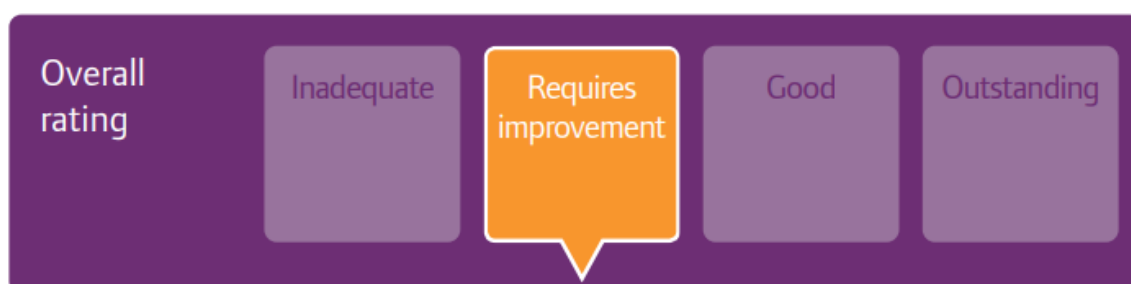 Overall
rating
Inadequate
Requires
improvement
Good
Outstanding